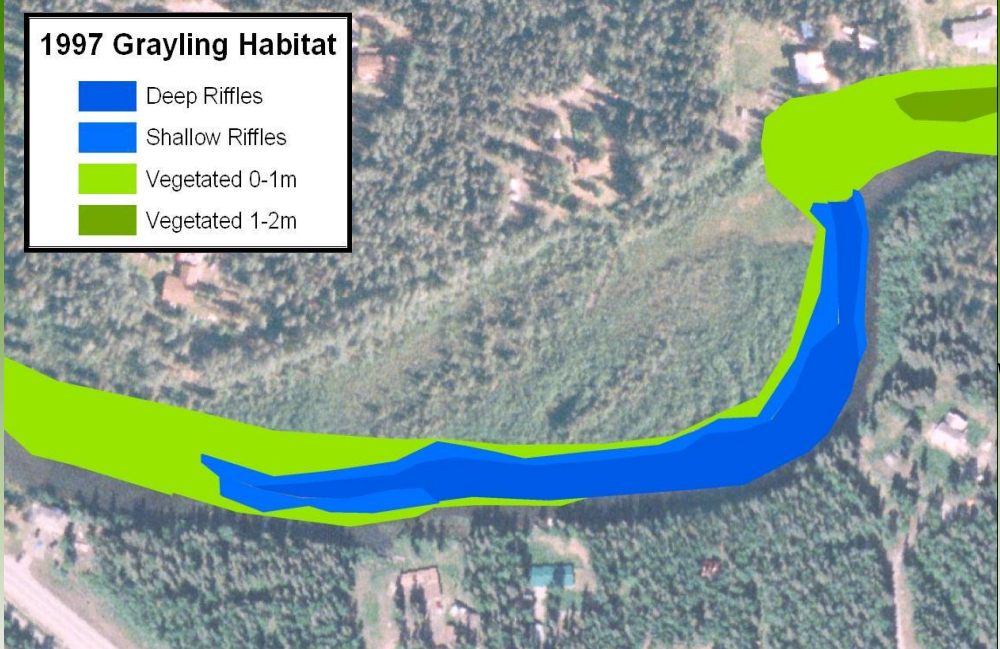 1997 Grayling Habitat
Deep Riffles
Shallow Riffles
Vegetated 0-1m
Vegetated 1-2m